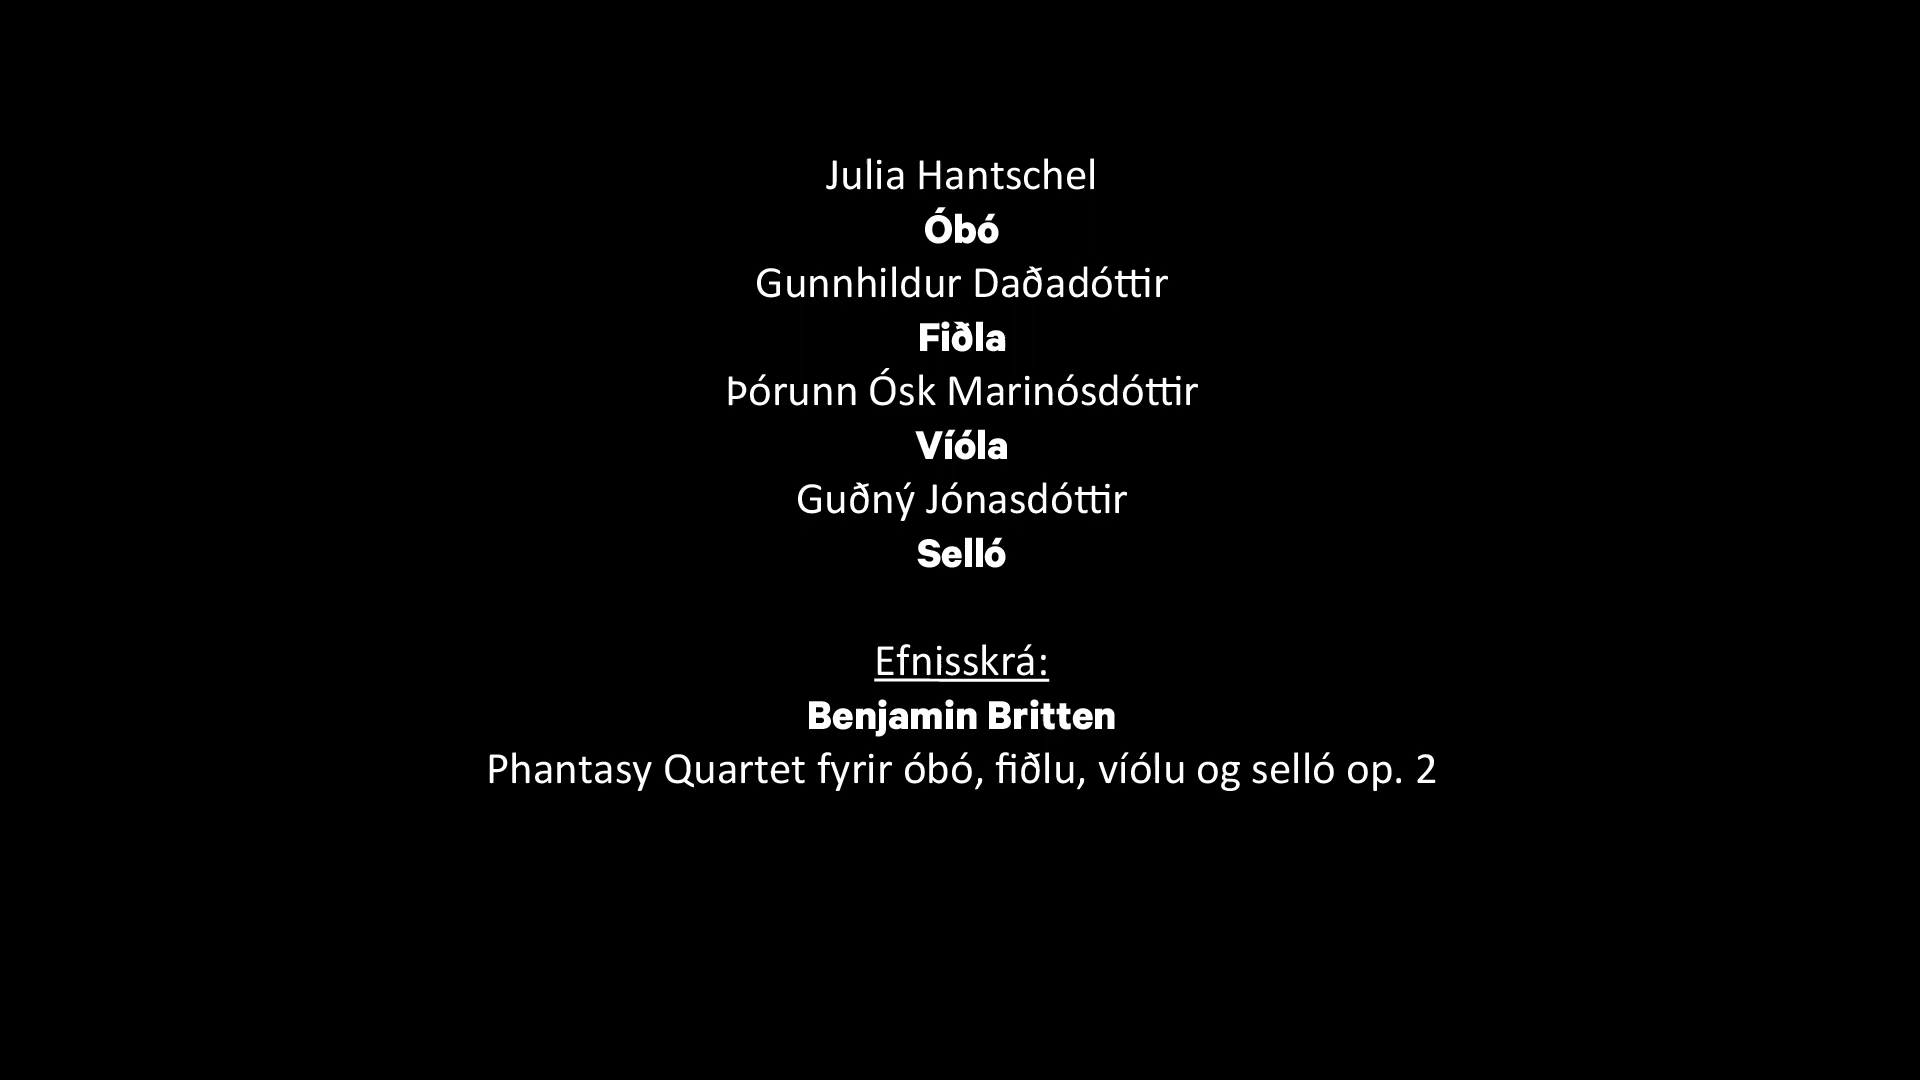 Julia Hantschel
Óbó
Gunnhildur Daðadóttir
Fiðla
Þórunn Ósk Marinósdóttir
Víóla
Guðný Jónasdóttir
Selló
Efnisskrá:
Benjamin Britten
Phantasy Quartet fyrir óbó, fiðlu, víólu og selló op. 2